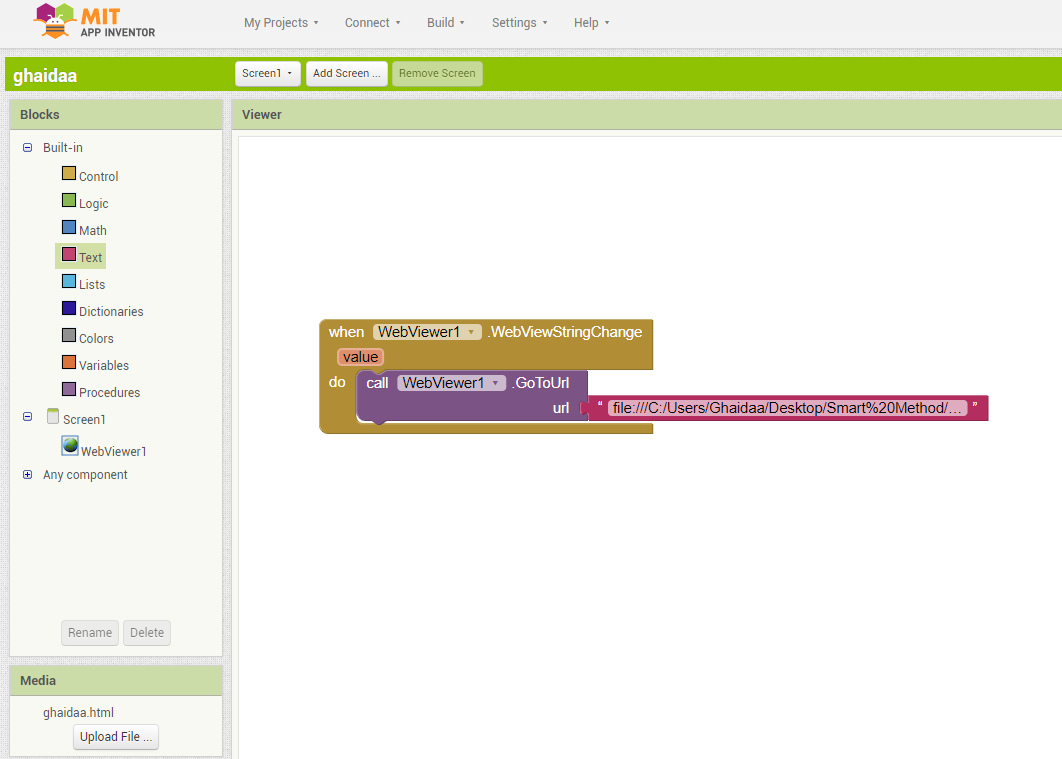 MIT
APP INVENTOR
My Projects
Connect
Build
Settings
Help
ghaidaa
Screen1
Add Screen ...
Remove Screen
Blocks
Viewer
Built-in
Control
Logic
Math
Text
Lists
Dictionaries
Colors
Variables
Procedures
Screen1
WebViewer1
Any component
Rename
Delete
Media
ghaidaa.html
Upload File ...
when WebViewer1 .WebViewStringChange
value
do call WebViewer1 .GoToUrl
url “ file:///C:/Users/Ghaidaa/Desktop/Smart%20Method/... ”